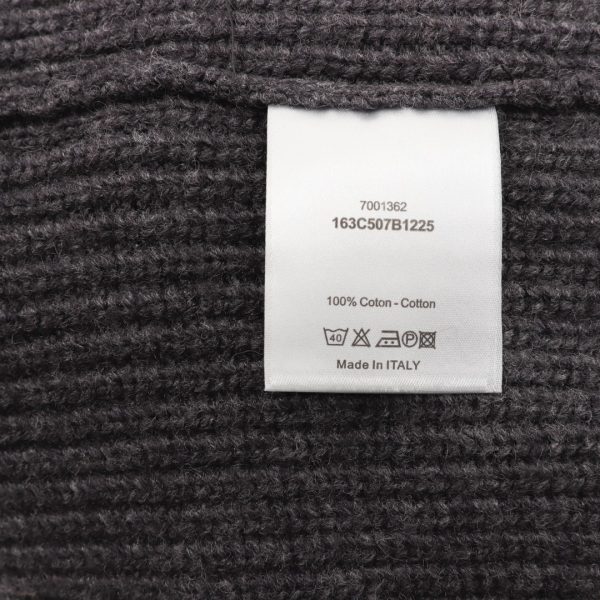 7001362
163C507B1225
100% Coton - Cotton
40 P
Made In ITALY